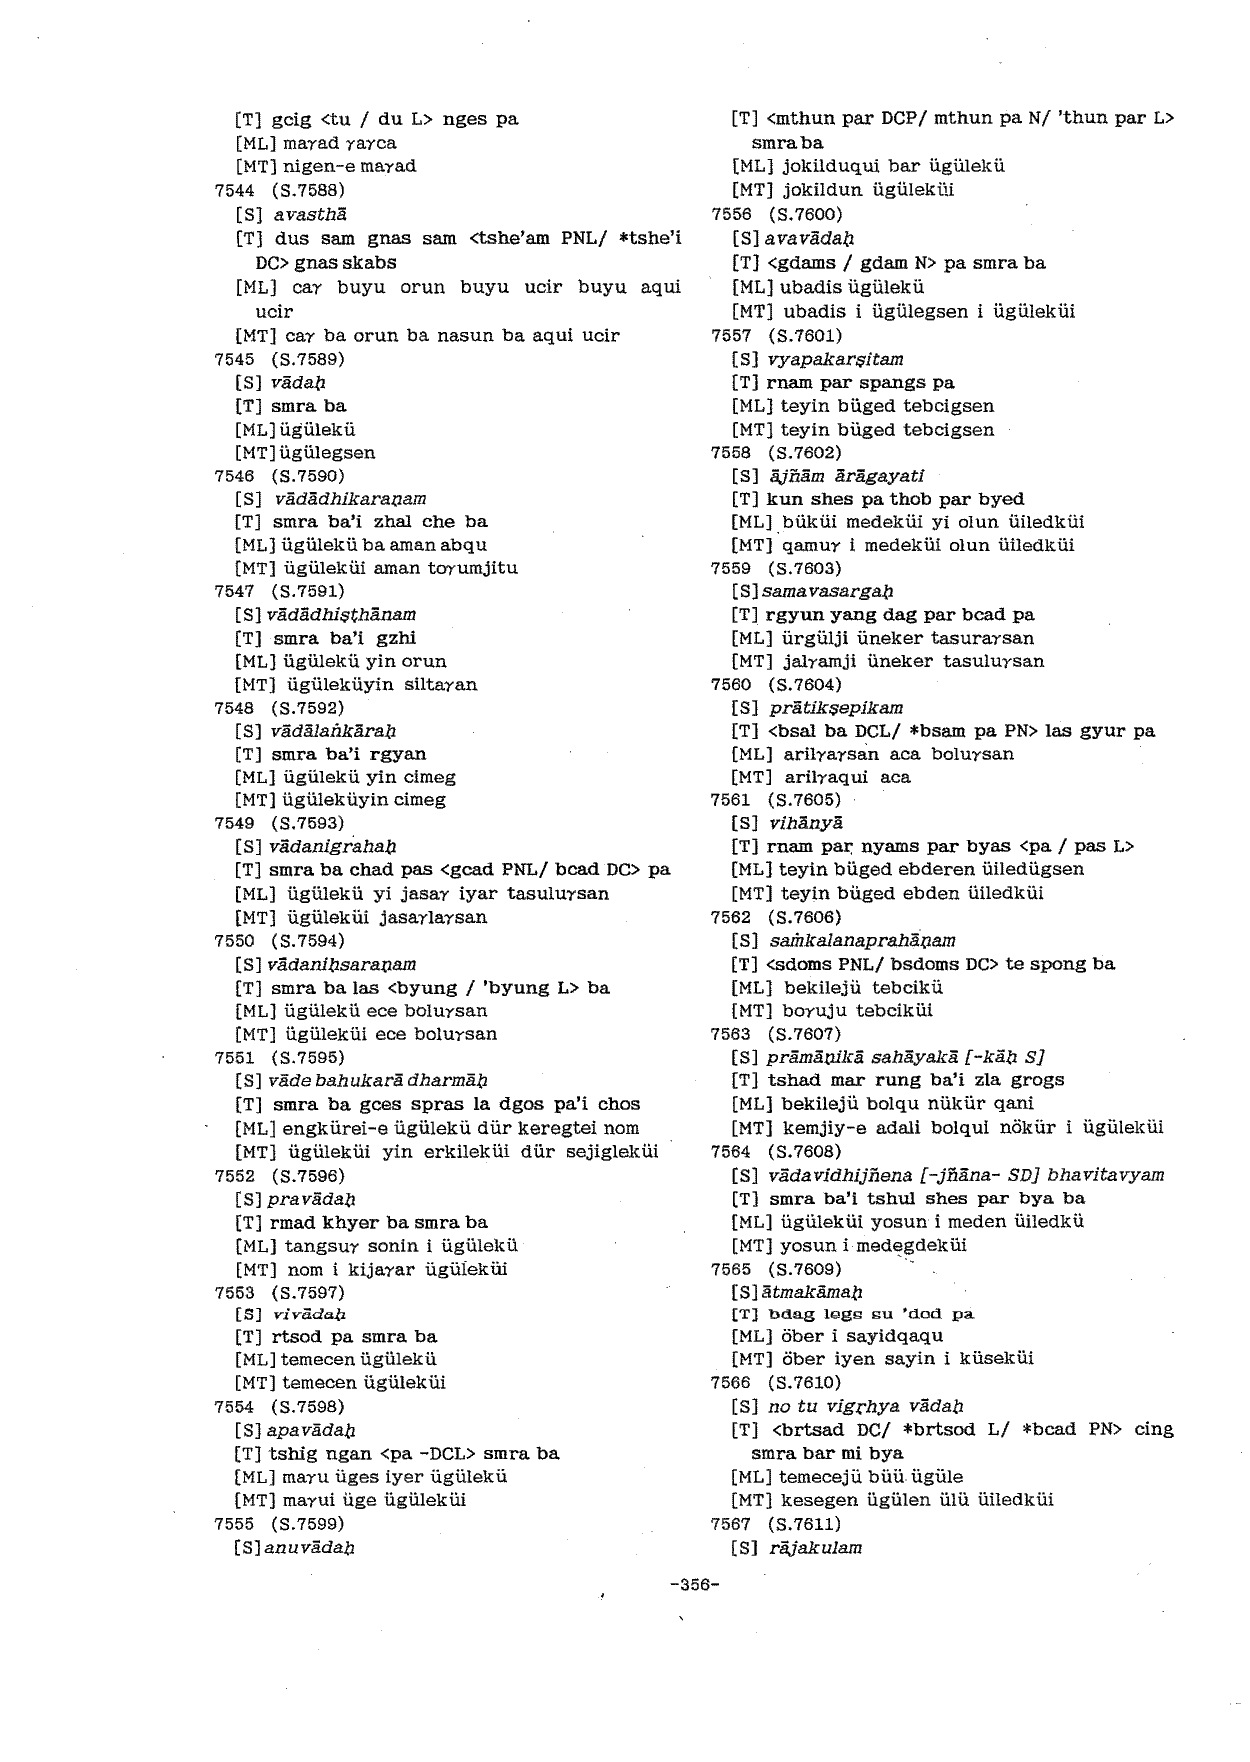 [T] gcig <tu / du L> nges pa
[ML] maγad γaγca
[MT] nigen-e maγad
7544 (S.7588)
[S] avasthā
[T] dus sam gnas sam <tshe'am PNL/ *tshe'i
DC> gnas skabs
[ML] caγ buyu orun buyu ucir buyu aqui
ucir
[MT] caγ ba orun ba nasun ba aqui ucir
7545 (S.7589)
[S] vādaḥ
[T] smra ba
[ML] ügülekü
[MT] ügülegsen
7546 (S.7590)
[S] vādādhikaraṇam
[T] smra ba'i zhal che ba
[ML] ügülekü ba aman abqu
[MT] ügüleküi aman toγumjitu
7547 (S.7591)
[S] vādādhiṣṭhānam
[T] smra ba'i gzhi
[ML] ügülekü yin orun
[MT] ügüleküyin siltaγan
7548 (S.7592)
[S] vādālaṅkāraḥ
[T] smra ba'i rgyan
[ML] ügülekü yin cimeg
[MT] ügüleküyin cimeg
7549 (S.7593)
[S] vādanigrahaḥ
[T] smra ba chad pas <gcad PNL/ bcad DC> pa
[ML] ügülekü yi jasaγ iyar tasuluγsan
[MT] ügüleküi jasaγlaγsan
7550 (S.7594)
[S] vādaniḥsaraṇam
[T] smra ba las <byung / 'byung L> ba
[ML] ügülekü ece boluγsan
[MT] ügüleküi ece boluγsan
7551 (S.7595)
[S] vāde bahukarā dharmāḥ
[T] smra ba gces spras la dgos pa'i chos
[ML] engkürei-e ügülekü dür keregtei nom
[MT] ügüleküi yin erkileküi dür sejigleküi
7552 (S.7596)
[S] pravādaḥ
[T] rmad khyer ba smra ba
[ML] tangsuγ sonin i ügülekü
[MT] nom i kijaγar ügüleküi
7553 (S.7597)
[S] vivādaḥ
[T] rtsod pa smra ba
[ML] temecen ügülekü
[MT] temecen ügüleküi
7554 (S.7598)
[S] apavādaḥ
[T] tshig ngan <pa -DCL> smra ba
[ML] maγu üges iyer ügülekü
[MT] maγui üge ügüleküi
7555 (S.7599)
[S] anuvādaḥ
[T] <mthun par DCP/ mthun pa N/ 'thun par L>
smra ba
[ML] jokilduqui bar ügülekü
[MT] jokildun ügüleküi
7556 (S.7600)
[S] avavādaḥ
[T] <gdams / gdam N> pa smra ba
[ML] ubadis ügülekü
[MT] ubadis i ügülegsen i ügüleküi
7557 (S.7601)
[S] vyapakarṣitam
[T] rnam par spangs pa
[ML] teyin büged tebcigsen
[MT] teyin büged tebcigsen
7558 (S.7602)
[S] ājñām ārāgayati
[T] kun shes pa thob par byed
[ML] büküi medeküi yi olun üiledküi
[MT] qamuγ i medeküi olun üiledküi
7559 (S.7603)
[S] samavasargaḥ
[T] rgyun yang dag par bcad pa
[ML] ürgülji üneker tasuraγsan
[MT] jalγamji üneker tasuluγsan
7560 (S.7604)
[S] prātikṣepikam
[T] <bsal ba DCL/ *bsam pa PN> las gyur pa
[ML] arilγaγsan aca boluγsan
[MT] arilγaqui aca
7561 (S.7605)
[S] vihānyā
[T] rnam par nyams par byas <pa / pas L>
[ML] teyin büged ebderen üiledügsen
[MT] teyin büged ebden üiledküi
7562 (S.7606)
[S] saṁkalanaprahāṇam
[T] <sdoms PNL/ bsdoms DC> te spong ba
[ML] bekilejü tebcikü
[MT] boγuju tebciküi
7563 (S.7607)
[S] prāmāṇikā sahāyakā [-kāḥ S]
[T] tshad mar rung ba'i zla grogs
[ML] bekilejü bolqu nükür qani
[MT] kemjiy-e adali bolqui nökür i ügüleküi
7564 (S.7608)
[S] vādavidhijñena [-jñāna- SD] bhavitavyam
[T] smra ba'i tshul shes par bya ba
[ML] ügüleküi yosun i meden üiledkü
[MT] yosun i medegdeküi
7565 (S.7609)
[S] ātmakāmaḥ
[T] bdag legs su 'dod pa
[ML] öber i sayidqaqu
[MT] öber iyen sayin i küseküi
7566 (S.7610)
[S] no tu vigṛhya vādaḥ
[T] <brtsad DC/ *brtsod L/ *bcad PN> cing
smra bar mi bya
[ML] temecejü büü ügüle
[MT] kesegen ügülen ülü üiledküi
7567 (S.7611)
[S] rājakulam
-356-